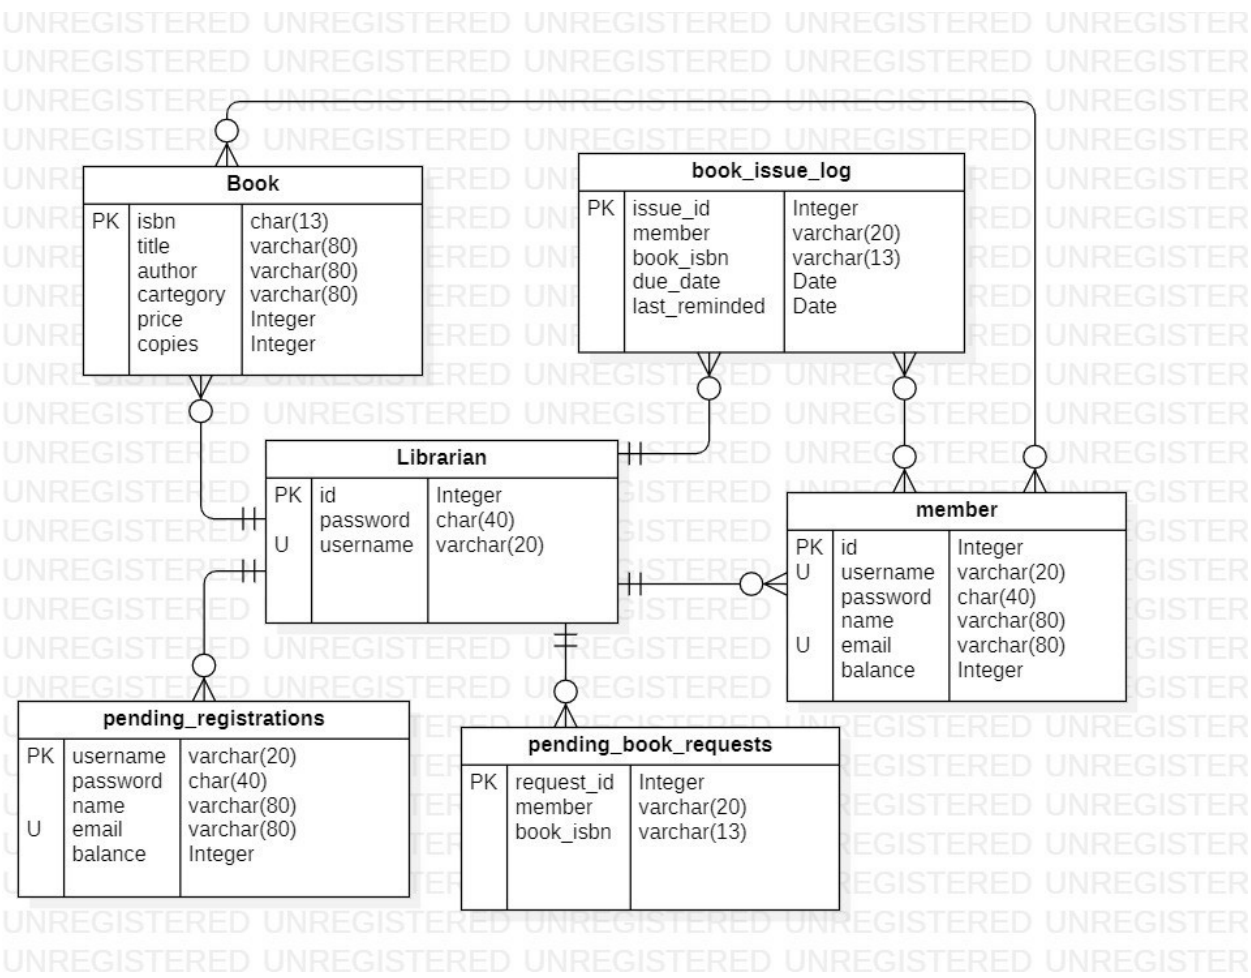 UNREGISTERED UNREGISTERED UNREGISTERED UNREGISTERED UNREGISTER
Book
PK isbn char(13)
title varchar(80)
author varchar(80)
cartegory varchar(80)
price Integer
copies Integer
book_issue_log
PK issue_id Integer
member varchar(20)
book_isbn varchar(13)
due_date Date
last_reminded Date
Librarian
PK id Integer
password char(40)
U username varchar(20)
member
PK id Integer
U username varchar(20)
password char(40)
name varchar(80)
U email varchar(80)
balance Integer
pending_registrations
PK username varchar(20)
password char(40)
name varchar(80)
U email varchar(80)
balance Integer
pending_book_requests
PK request_id Integer
member varchar(20)
book_isbn varchar(13)